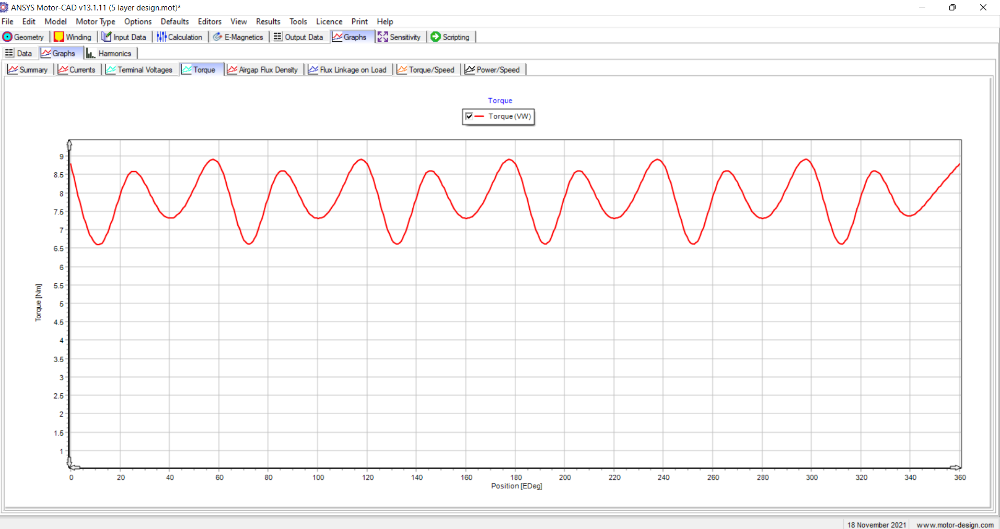 ANSYS Motor-CAD v13.1.11 (5 layer design.mot)*
File Edit Model Motor Type Options Defaults Editors View Results Tools Licence Print Help
Geometry Winding Input Data Calculation E-Magnetics Output Data Graphs Sensitivity Scripting
Data Graphs Harmonics
Summary Currents Terminal Voltages Torque Airgap Flux Density Flux Linkage on Load Torque/Speed Power/Speed
Torque
Torque (VW)
9
8.5
8
7.5
7
6.5
6
5.5
5
4.5
4
3.5
3
2.5
2
1.5
1
Torque [Nm]
0 20 40 60 80 100 120 140 160 180 200 220 240 260 280 300 320 340 360
Position [EDeg]
18 November 2021 www.motor-design.com